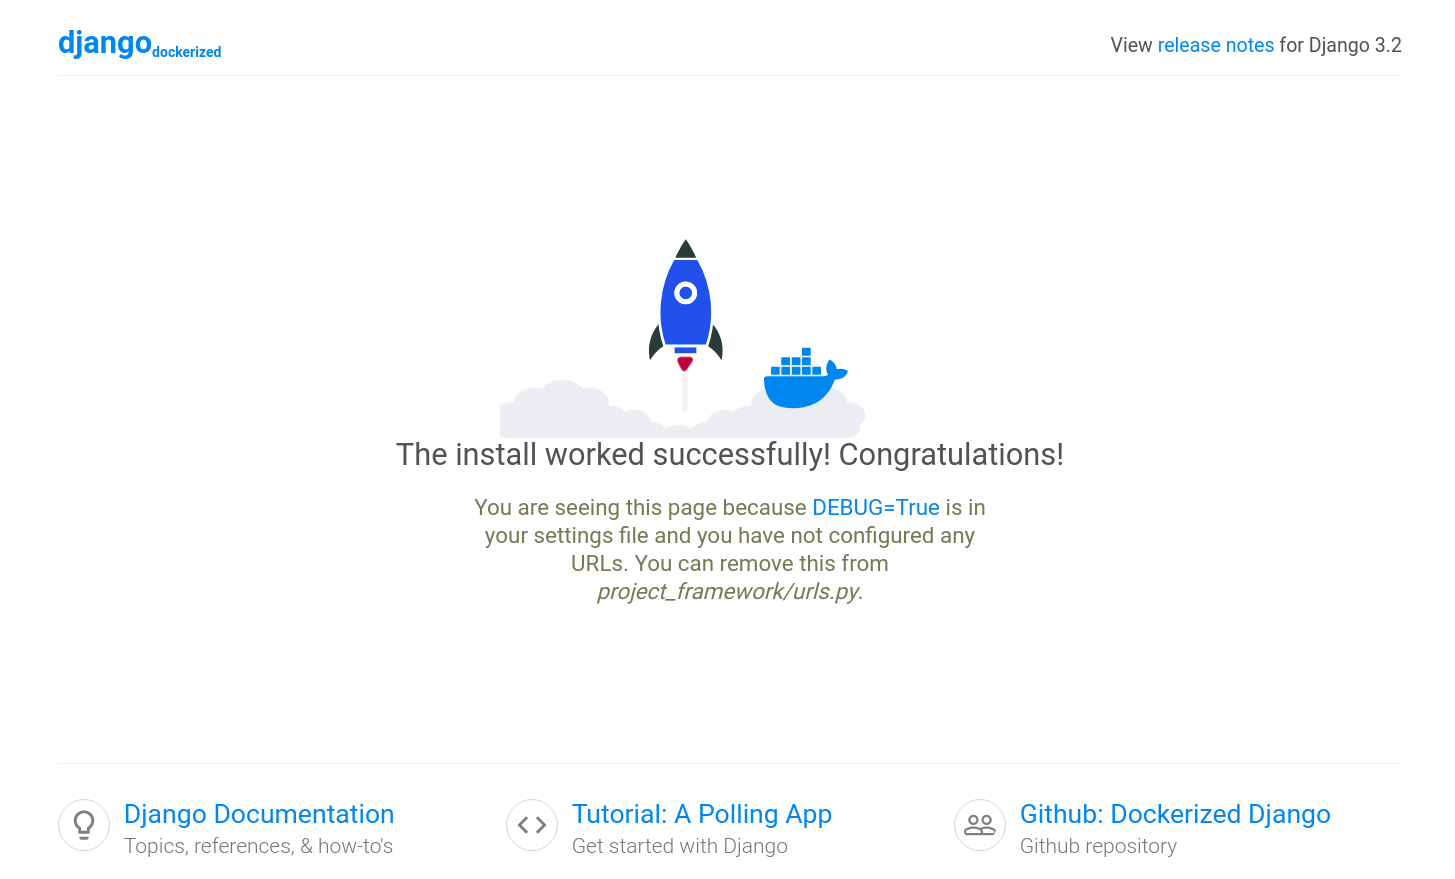 djangodockerized
View release notes for Django 3.2
The install worked successfully! Congratulations!
You are seeing this page because DEBUG=True is in
your settings file and you have not configured any
URLs. You can remove this from
project_framework/urls.py.
Django Documentation
Topics, references, & how-to's
Tutorial: A Polling App
Get started with Django
Github: Dockerized Django
Github repository